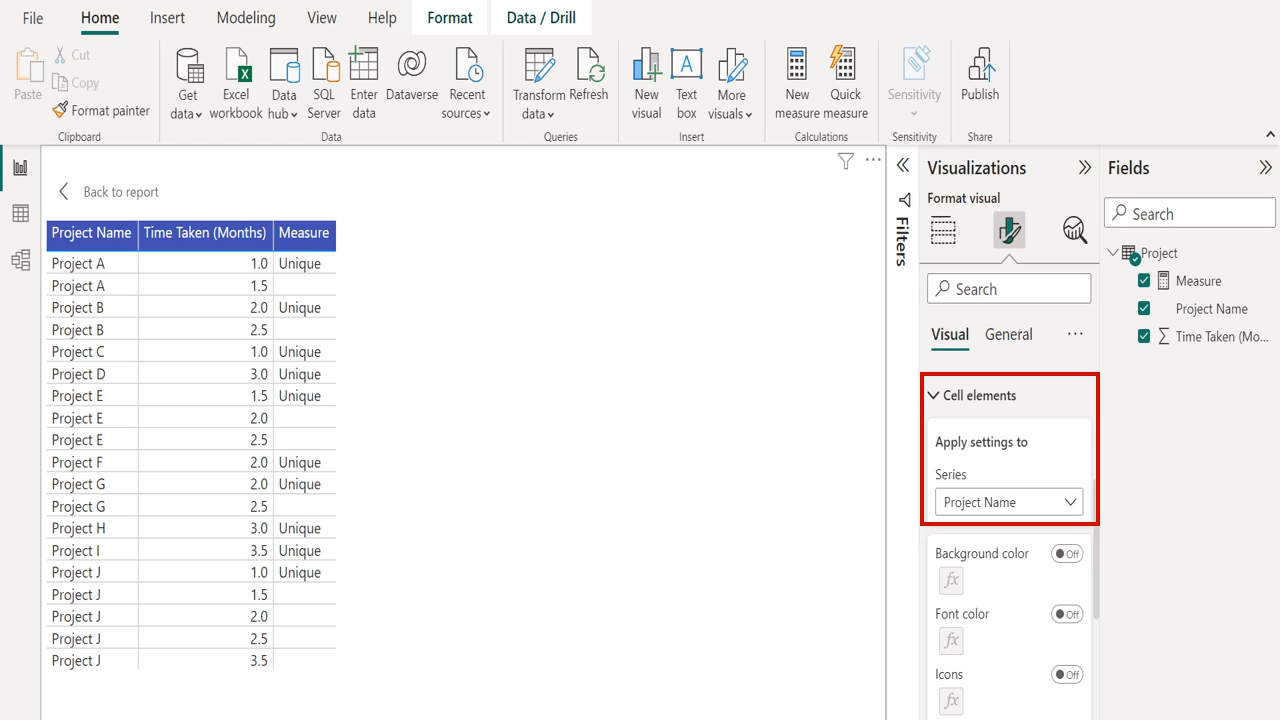 File Home Insert Modeling View Help Format Data / Drill
Paste
Cut
Copy
Format painter
Clipboard
Get data
Excel workbook
Data hub
SQL Server
Enter data
Dataverse
Recent sources
Data
Transform data
Refresh
Queries
New visual
Text box
More visuals
Insert
New measure
Quick measure
Calculations
Sensitivity
Sensitivity
Publish
Share
Back to report
Project Name Time Taken (Months) Measure
Project A 1.0 Unique
Project A 1.5
Project B 2.0 Unique
Project B 2.5
Project C 1.0 Unique
Project D 3.0 Unique
Project E 1.5 Unique
Project E 2.0
Project E 2.5
Project F 2.0 Unique
Project G 2.0 Unique
Project G 2.5
Project H 3.0 Unique
Project I 3.5 Unique
Project J 1.0 Unique
Project J 1.5
Project J 2.0
Project J 2.5
Project J 3.5
Filters
Visualizations
Format visual
Search
Visual General
Cell elements
Apply settings to
Series
Project Name
Background color Off
fx
Font color Off
fx
Icons Off
fx
Fields
Search
Project
Measure
Project Name
Time Taken (Mo...